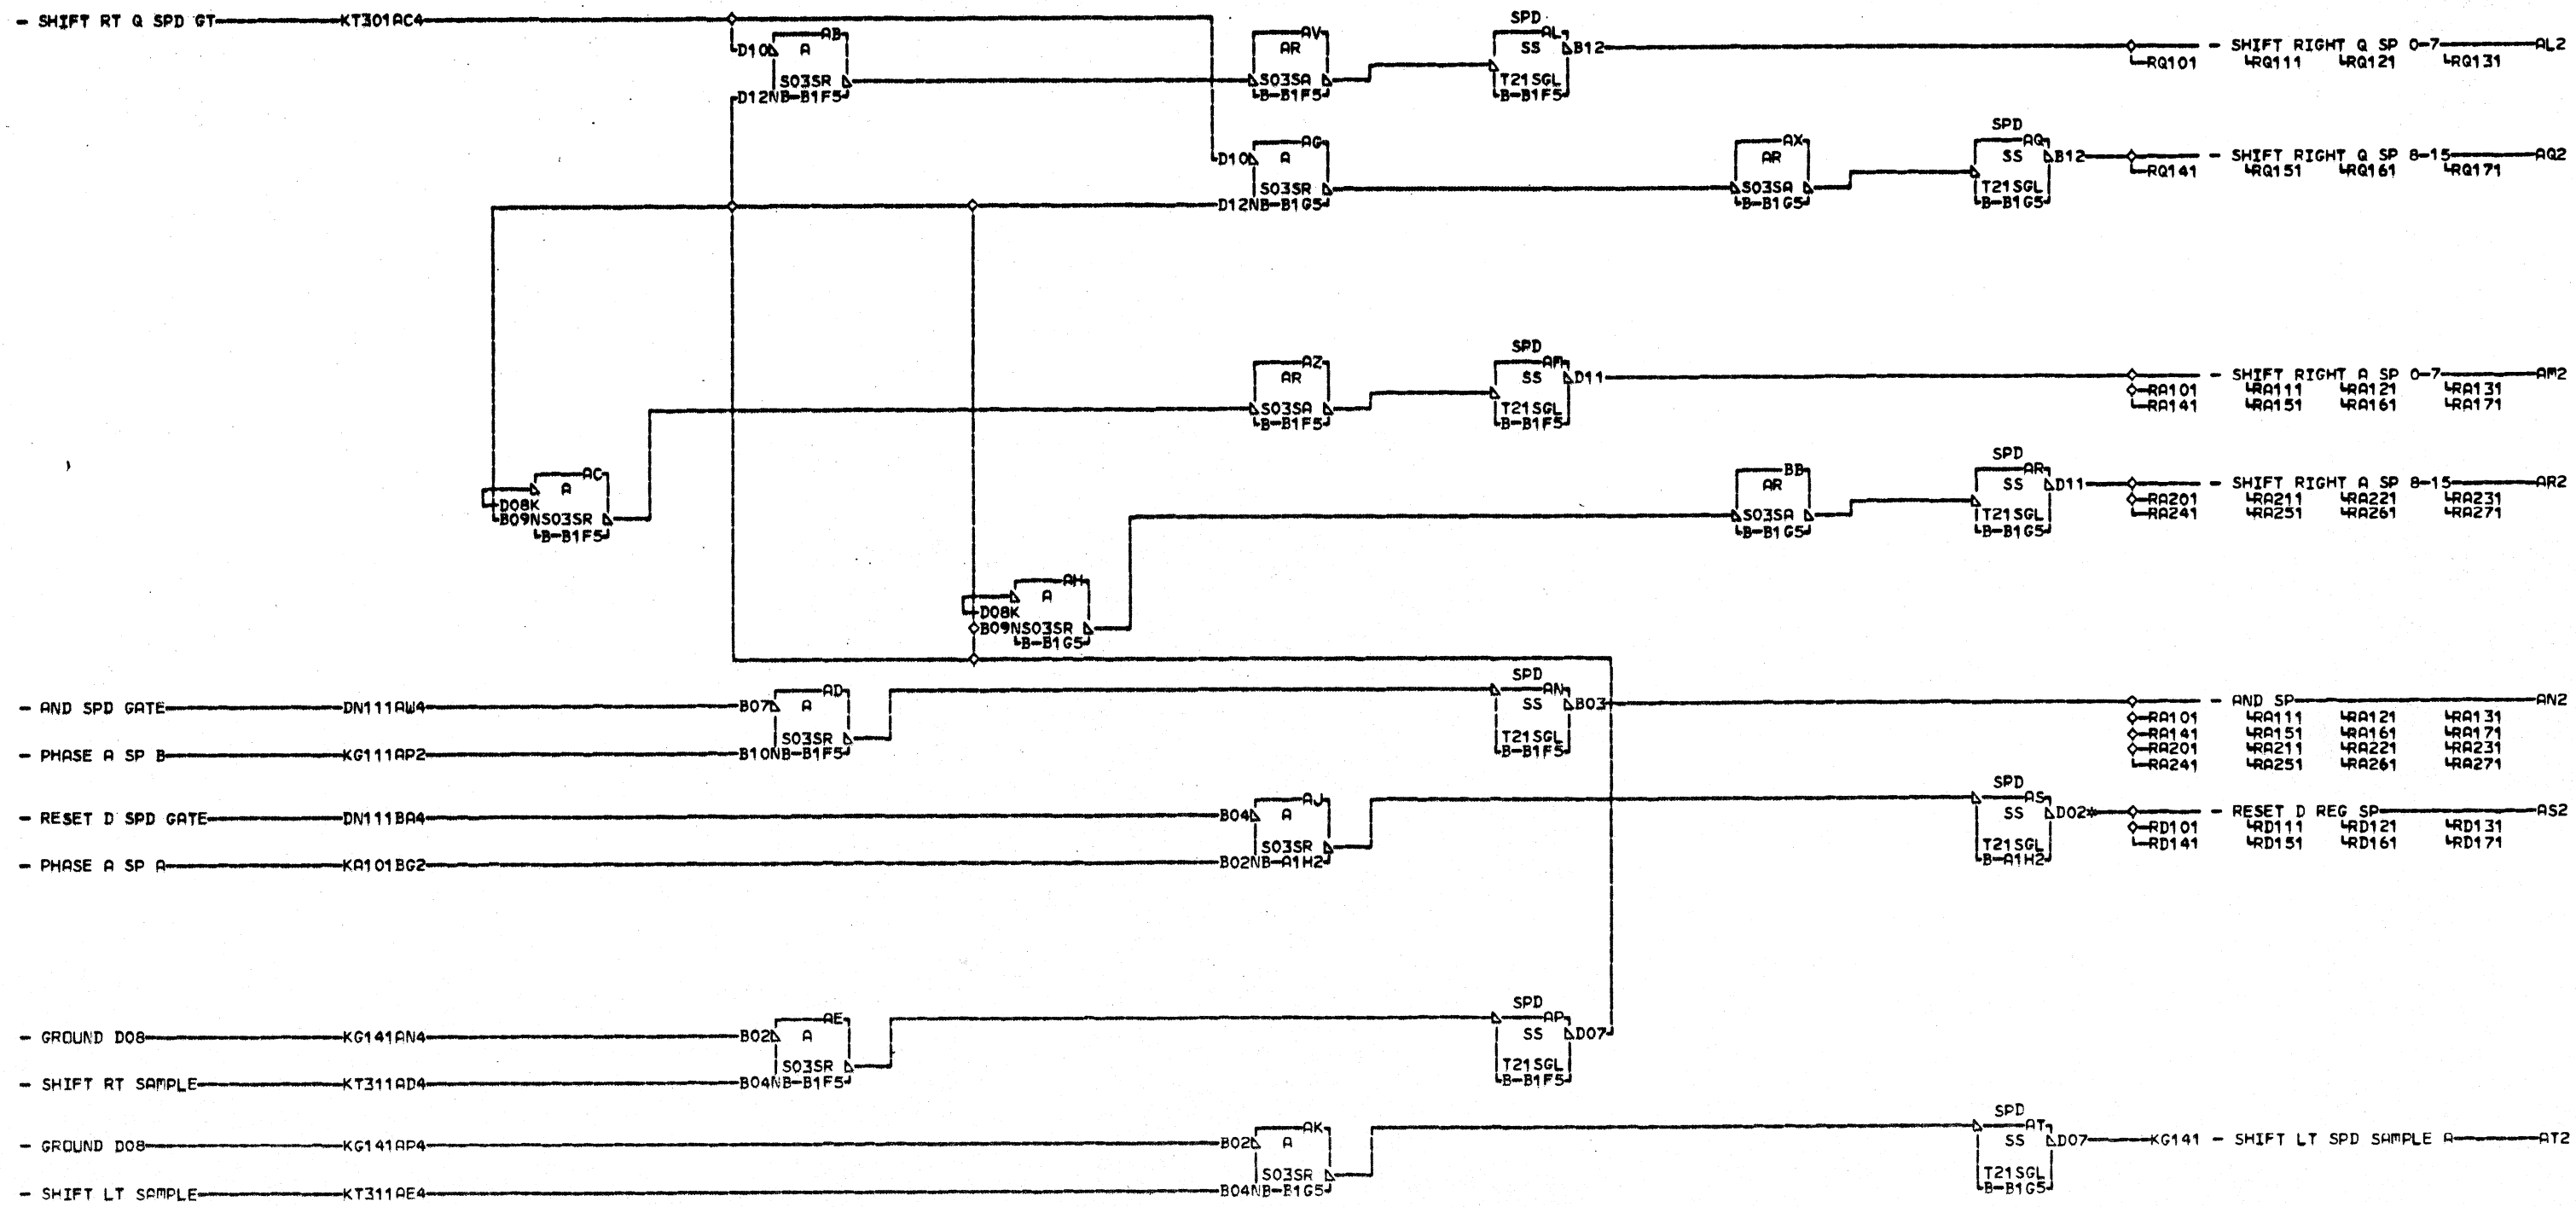 - SHIFT RT Q SPD GT KT301AC4
D10 A AB
S03SR
D12NB-B1F5
AV
AR
S03SA
B-B1F5
SPD
AL
SS B12
T21SGL
B-B1F5
- SHIFT RIGHT Q SP 0-7 AL2
RQ101 RQ111 RQ121 RQ131
AG
D10 A
S03SR
D12NB-B1G5
AX
AR
S03SA
B-B1G5
SPD
AQ
SS B12
T21SGL
B-B1G5
- SHIFT RIGHT Q SP 8-15 AQ2
RQ141 RQ151 RQ161 RQ171
AZ
AR
S03SA
B-B1F5
SPD
AM
SS D11
T21SGL
B-B1F5
- SHIFT RIGHT A SP 0-7 AM2
RA101 RA111 RA121 RA131
RA141 RA151 RA161 RA171
AC
A
D08K
B09NS03SR
B-B1F5
BB
AR
S03SA
B-B1G5
SPD
AR
SS D11
T21SGL
B-B1G5
- SHIFT RIGHT A SP 8-15 AR2
RA201 RA211 RA221 RA231
RA241 RA251 RA261 RA271
AH
A
D08K
B09NS03SR
B-B1G5
- AND SPD GATE DN111AW4 B07 A AD
S03SR
- PHASE A SP B KG111AP2 B10NB-B1F5
SPD
AN
SS B03
T21SGL
B-B1F5
- AND SP AN2
RA101 RA111 RA121 RA131
RA141 RA151 RA161 RA171
RA201 RA211 RA221 RA231
RA241 RA251 RA261 RA271
- RESET D SPD GATE DN111BA4 B04 A AJ
S03SR
- PHASE A SP A KA101BG2 B02NB-A1H2
SPD
AS
SS D02*
T21SGL
B-A1H2
- RESET D REG SP AS2
RD101 RD111 RD121 RD131
RD141 RD151 RD161 RD171
- GROUND D08 KG141AN4 B02 A AE
S03SR
- SHIFT RT SAMPLE KT311AD4 B04NB-B1F5
SPD
AP
SS D07
T21SGL
B-B1F5
- GROUND D08 KG141AP4 B02 A AK
S03SR
- SHIFT LT SAMPLE KT311AE4 B04NB-B1G5
SPD
AT
SS D07 KG141 - SHIFT LT SPD SAMPLE A AT2
T21SGL
B-B1G5